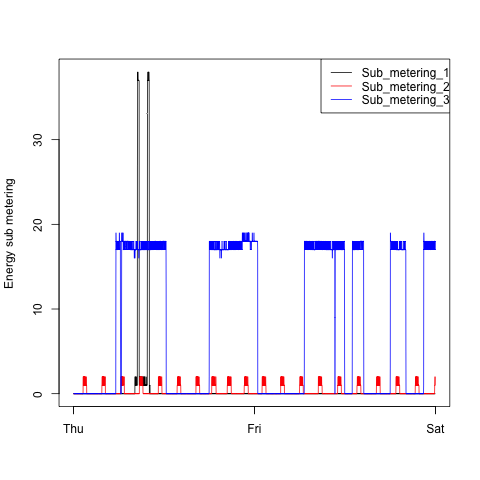 Sub_metering_1
Sub_metering_2
Sub_metering_3
Energy sub metering
30
20
10
0
Thu Fri Sat